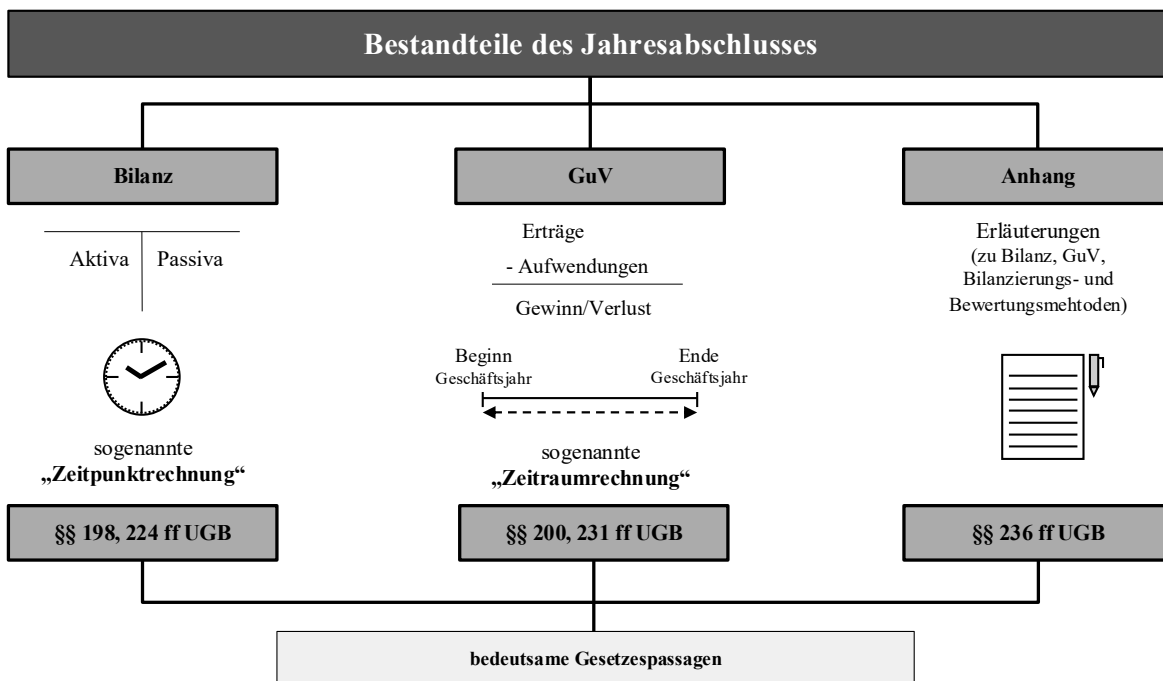 Bestandteile des Jahresabschlusses
Bilanz
Aktiva
Passiva
sogenannte
„Zeitpunktrechnung“
§§ 198, 224 ff UGB
GuV
Erträge
- Aufwendungen
Gewinn/Verlust
Beginn
Geschäftsjahr
Ende
Geschäftsjahr
sogenannte
„Zeitraumrechnung“
§§ 200, 231 ff UGB
Anhang
Erläuterungen
(zu Bilanz, GuV,
Bilanzierungs- und
Bewertungsmehtoden)
§§ 236 ff UGB
bedeutsame Gesetzespassagen